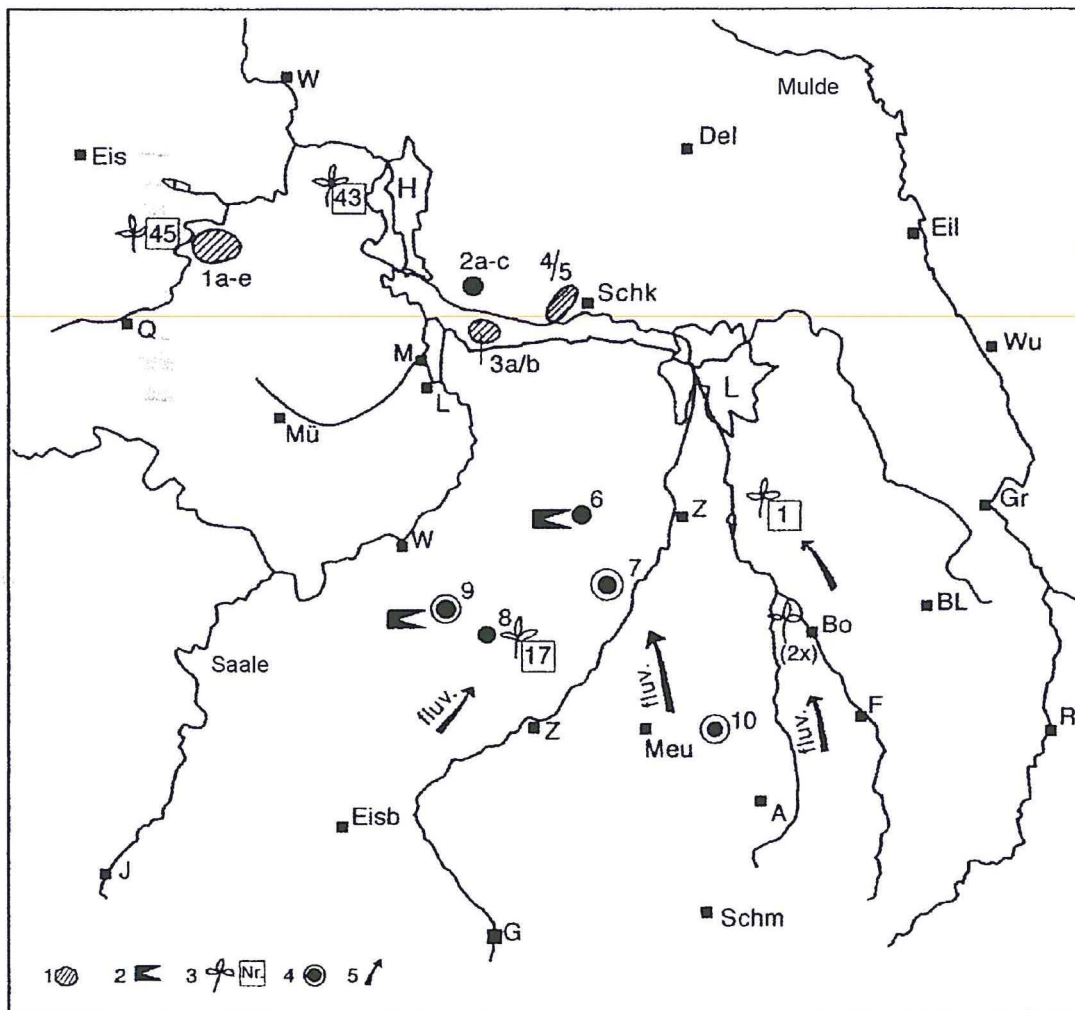 Mulde
W
Del
Eis
H
43
45
Eil
1a-e
2a-c
4/5
Schk
Q
3a/b
Wu
M
L
L
Mü
6
Z
1
Gr
W
7
9
BL
8
Bo
17
(2x)
Saale
fluv.
fluv.
fluv.
10
F
R
Z
Meu
A
Eisb
J
Schm
G
1 2 3 Nr. 4 5